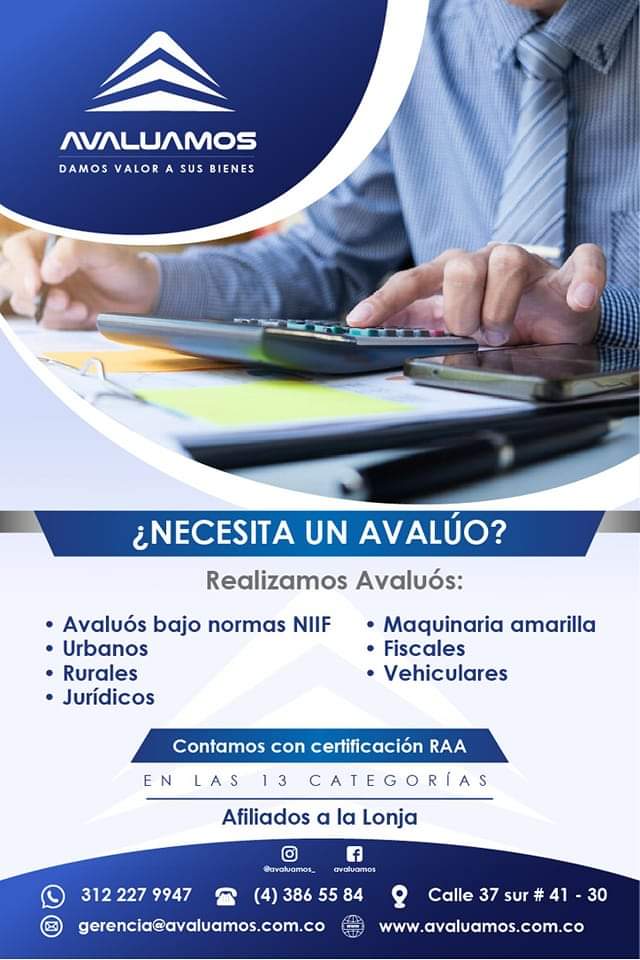 AVALUAMOS
DAMOS VALOR A SUS BIENES
¿NECESITA UN AVALÚO?
Realizamos Avaluós:
• Avaluós bajo normas NIIF
• Urbanos
• Rurales
• Jurídicos
• Maquinaria amarilla
• Fiscales
• Vehiculares
Contamos con certificación RAA
EN LAS 13 CATEGORÍAS
Afiliados a la Lonja
@avaluamos_ avaluamos
312 227 9947 (4) 386 55 84 Calle 37 sur # 41 - 30
gerencia@avaluamos.com.co www.avaluamos.com.co